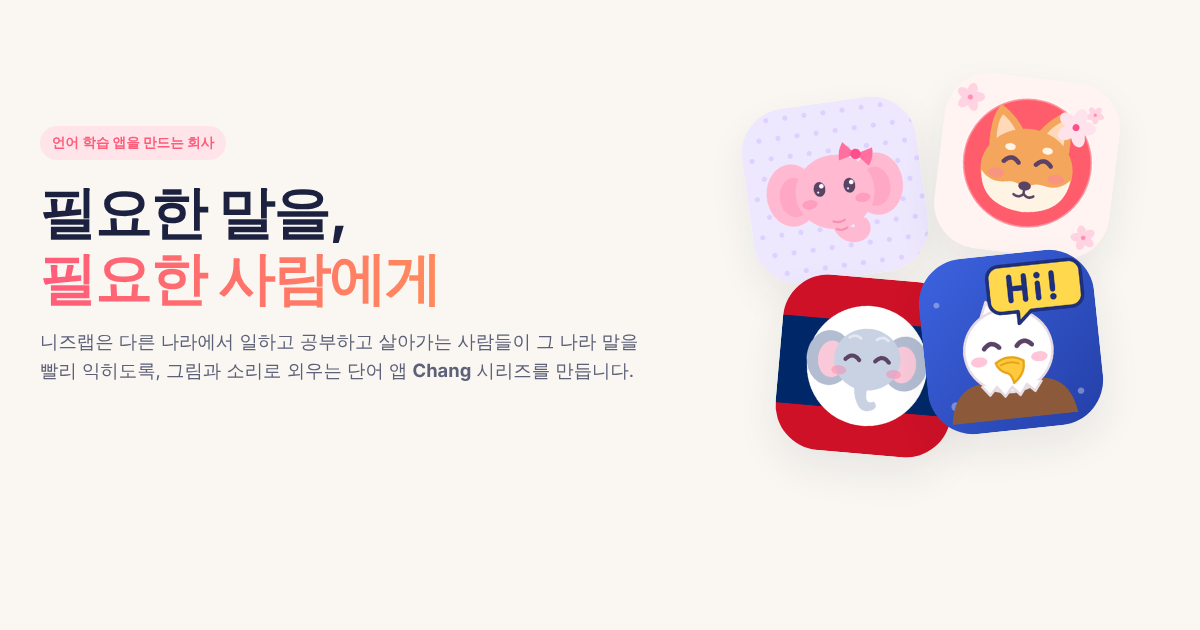 언어 학습 앱을 만드는 회사
필요한 말을,
필요한 사람에게
니즈랩은 다른 나라에서 일하고 공부하고 살아가는 사람들이 그 나라 말을
빨리 익히도록, 그림과 소리로 외우는 단어 앱 Chang 시리즈를 만듭니다.
Hi!